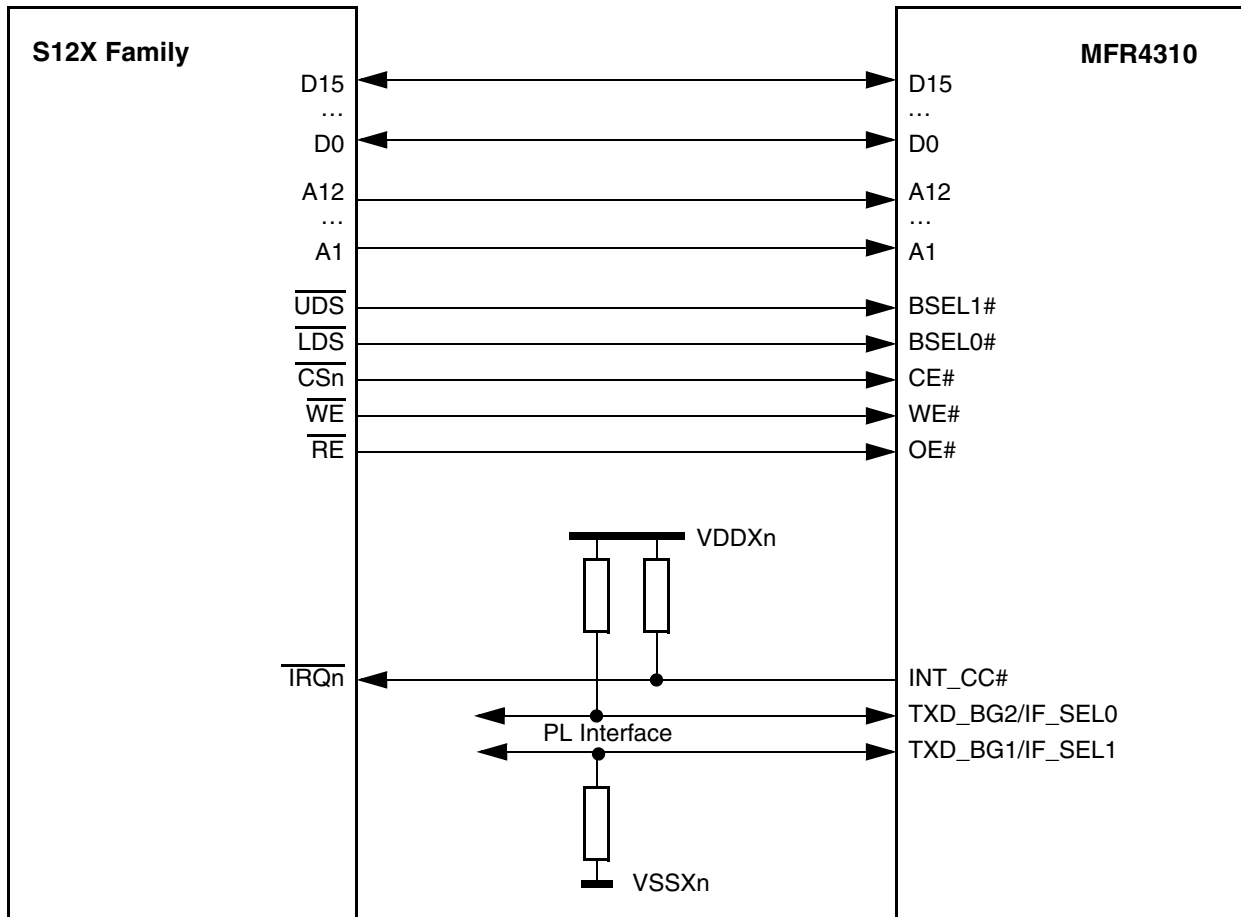 S12X Family MFR4310
D15 D15
... ...
D0 D0
A12 A12
... ...
A1 A1
UDS BSEL1#
LDS BSEL0#
CSn CE#
WE WE#
RE OE#
VDDXn
IRQn INT_CC#
TXD_BG2/IF_SEL0
PL Interface
TXD_BG1/IF_SEL1
VSSXn